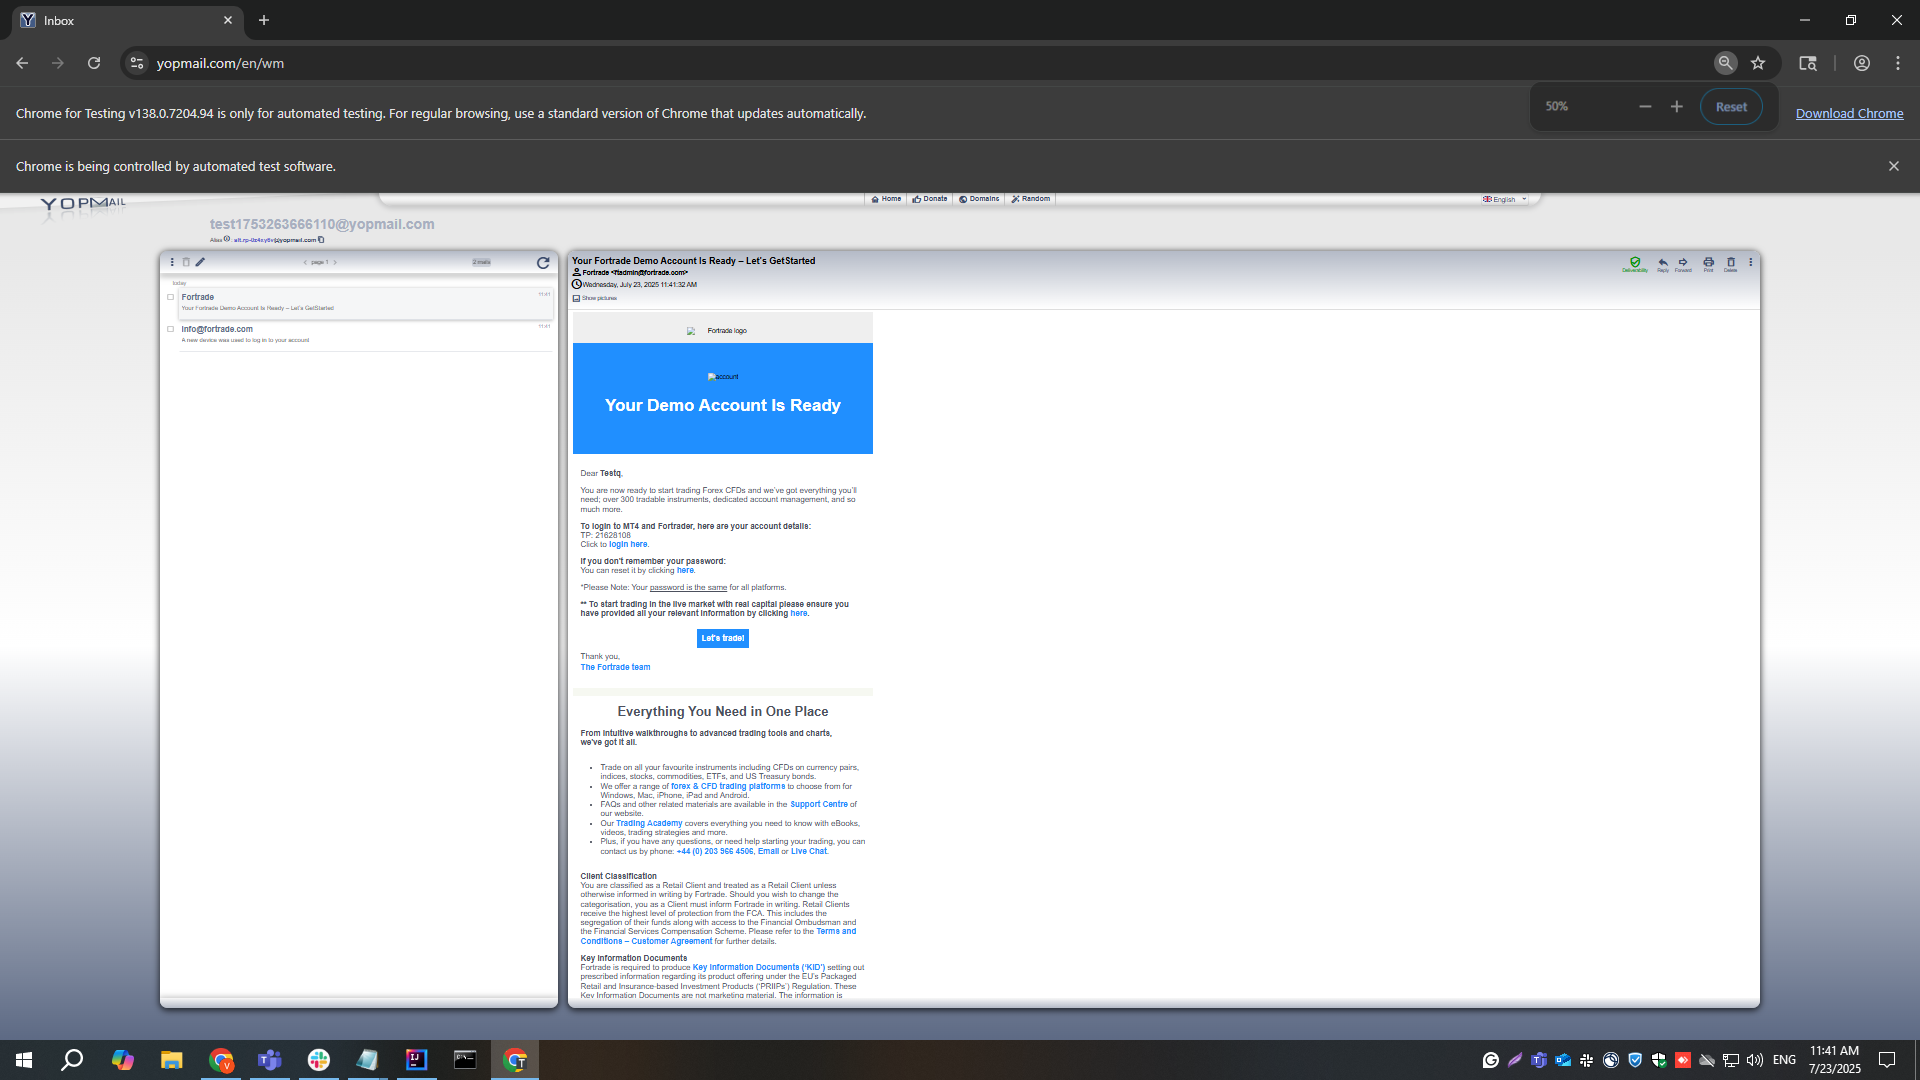 Inbox
yopmail.com/en/wm
Chrome for Testing v138.0.7204.94 is only for automated testing. For regular browsing, use a standard version of Chrome that updates automatically.
50%
Reset
Download Chrome
Chrome is being controlled by automated test software.
YOPMAIL
Home
Donate
Domains
Random
English
test1753263666110@yopmail.com
page 1
2 mails
today
Fortrade
Your Fortrade Demo Account Is Ready – Let's GetStarted
info@fortrade.com
A new device was used to log in to your account
Your Fortrade Demo Account Is Ready – Let's GetStarted
Fortrade <ftadmin@fortrade.com>
Wednesday, July 23, 2025 11:41:32 AM
Show pictures
Deliverability
Reply
Forward
Print
Delete
Fortrade logo
account
Your Demo Account Is Ready
Dear Testq,
You are now ready to start trading Forex CFDs and we've got everything you'll
need; over 300 tradable instruments, dedicated account management, and so
much more.
To login to MT4 and Fortrader, here are your account details:
TP: 21628108
Click to login here.
If you don't remember your password:
You can reset it by clicking here.
*Please Note: Your password is the same for all platforms.
** To start trading in the live market with real capital please ensure you
have provided all your relevant information by clicking here.
Let's trade!
Thank you,
The Fortrade team
Everything You Need in One Place
From intuitive walkthroughs to advanced trading tools and charts,
we've got it all.
• Trade on all your favourite instruments including CFDs on currency pairs,
indices, stocks, commodities, ETFs, and US Treasury bonds.
• We offer a range of forex & CFD trading platforms to choose from for
Windows, Mac, iPhone, iPad and Android.
• FAQs and other related materials are available in the Support Centre of
our website.
• Our Trading Academy covers everything you need to know with eBooks,
videos, trading strategies and more.
• Plus, if you have any questions, or need help starting your trading, you can
contact us by phone: +44 (0) 203 966 4506, Email or Live Chat.
Client Classification
You are classified as a Retail Client and treated as a Retail Client unless
otherwise informed in writing by Fortrade. Should you wish to change the
categorisation, you as a Client must inform Fortrade in writing. Retail Clients
receive the highest level of protection from the FCA. This includes the
segregation of their funds along with access to the Financial Ombudsman and
the Financial Services Compensation Scheme. Please refer to the Terms and
Conditions – Customer Agreement for further details.
Key Information Documents
Fortrade is required to produce Key Information Documents ('KID') setting out
prescribed information regarding its product offering under the EU's Packaged
Retail and Insurance-based Investment Products ('PRIIPs') Regulation. These
Key Information Documents are not marketing material. The information is
ENG
11:41 AM
7/23/2025